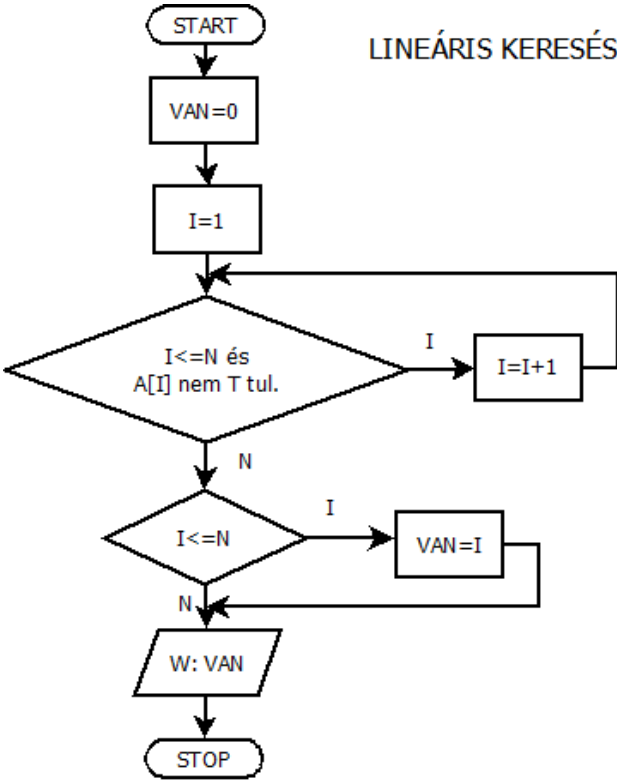 START
LINEÁRIS KERESÉS
VAN=0
I=1
I<=N és
A[I] nem T tul.
I
I=I+1
N
I<=N
I
VAN=I
N
W: VAN
STOP